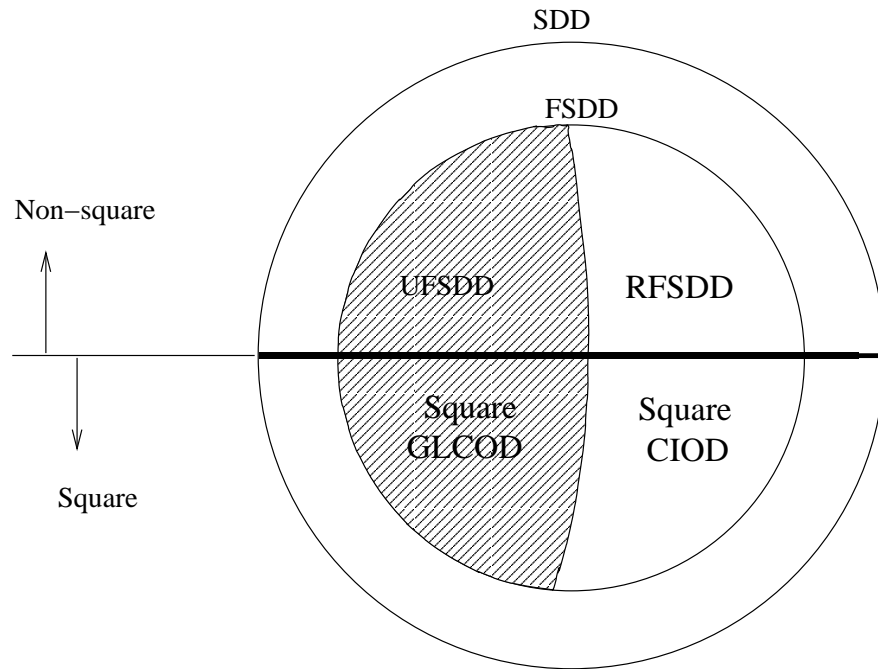 SDD
FSDD
Non−square
UFSDD
RFSDD
Square
GLCOD
Square
CIOD
Square